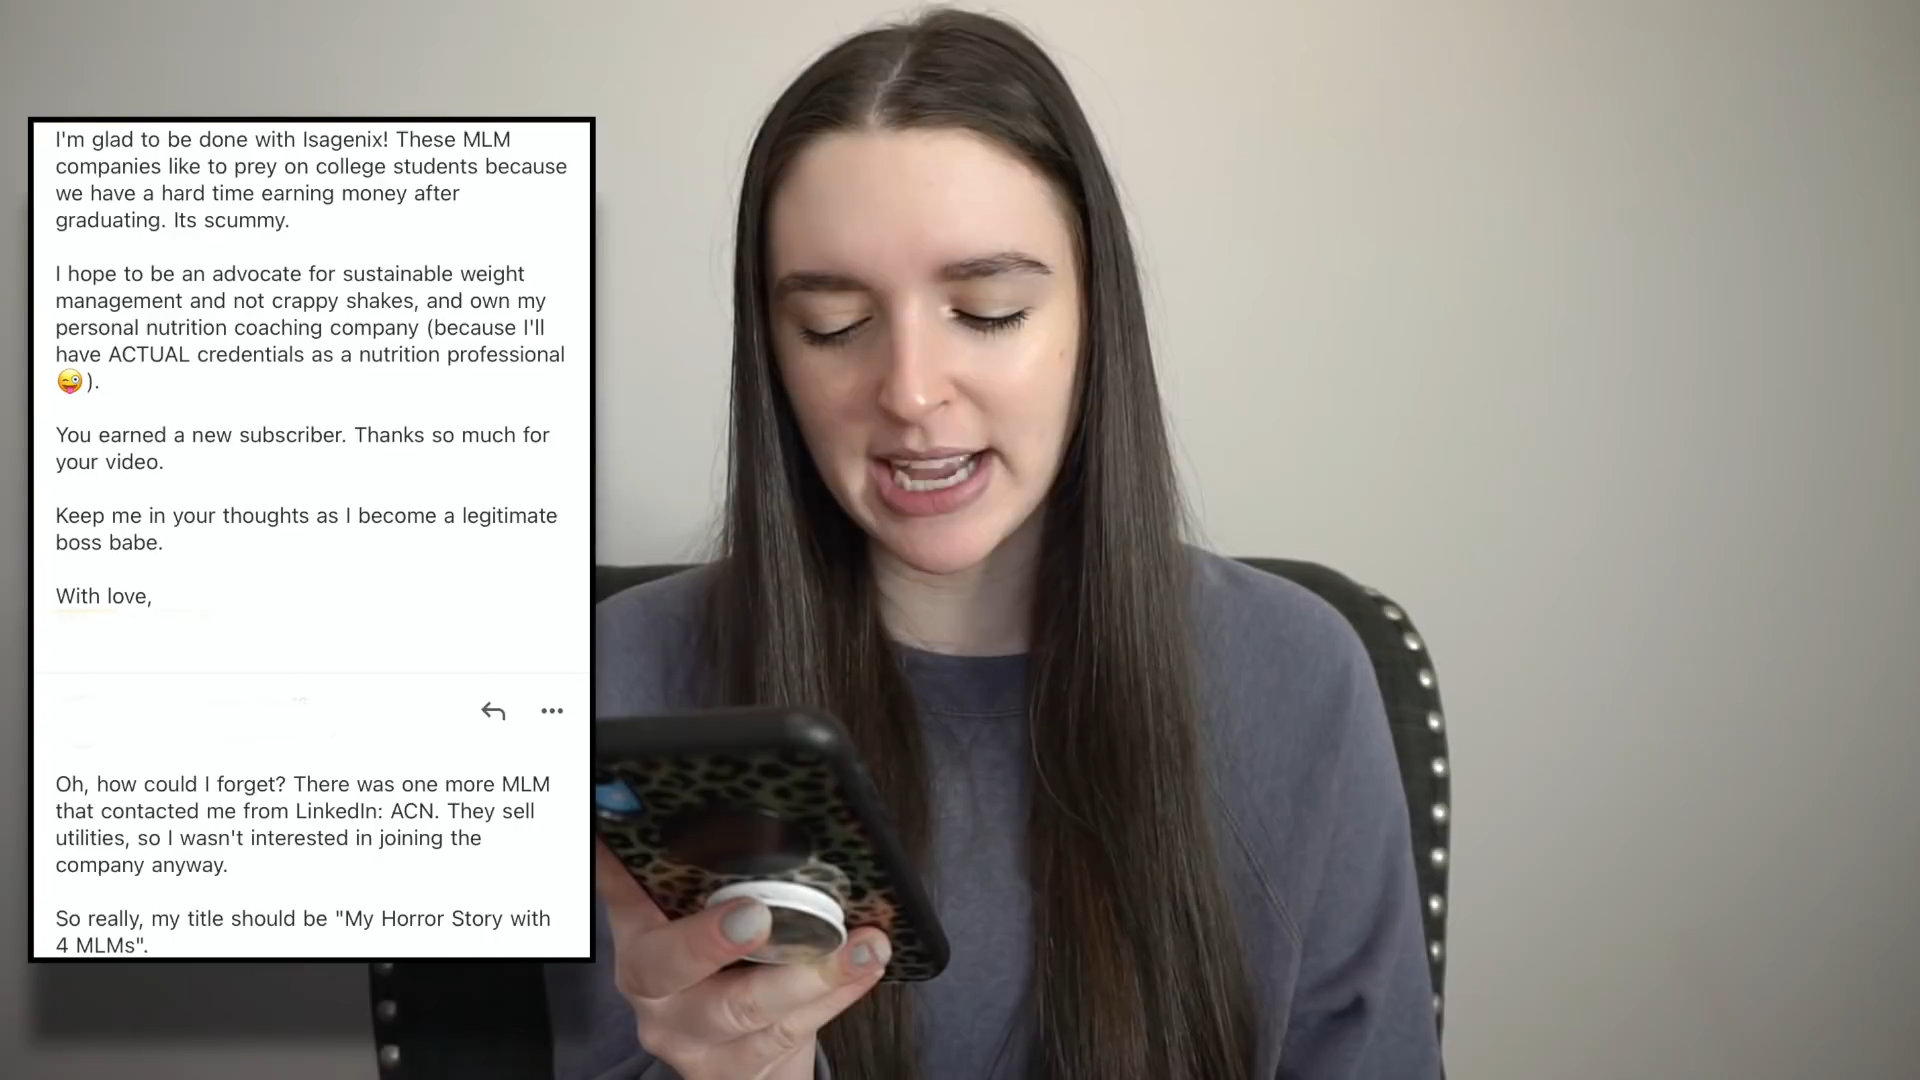 I'm glad to be done with Isagenix! These MLM
companies like to prey on college students because
we have a hard time earning money after
graduating. Its scummy.
I hope to be an advocate for sustainable weight
management and not crappy shakes, and own my
personal nutrition coaching company (because I'll
have ACTUAL credentials as a nutrition professional
😜).
You earned a new subscriber. Thanks so much for
your video.
Keep me in your thoughts as I become a legitimate
boss babe.
With love,
Oh, how could I forget? There was one more MLM
that contacted me from LinkedIn: ACN. They sell
utilities, so I wasn't interested in joining the
company anyway.
So really, my title should be "My Horror Story with
4 MLMs".